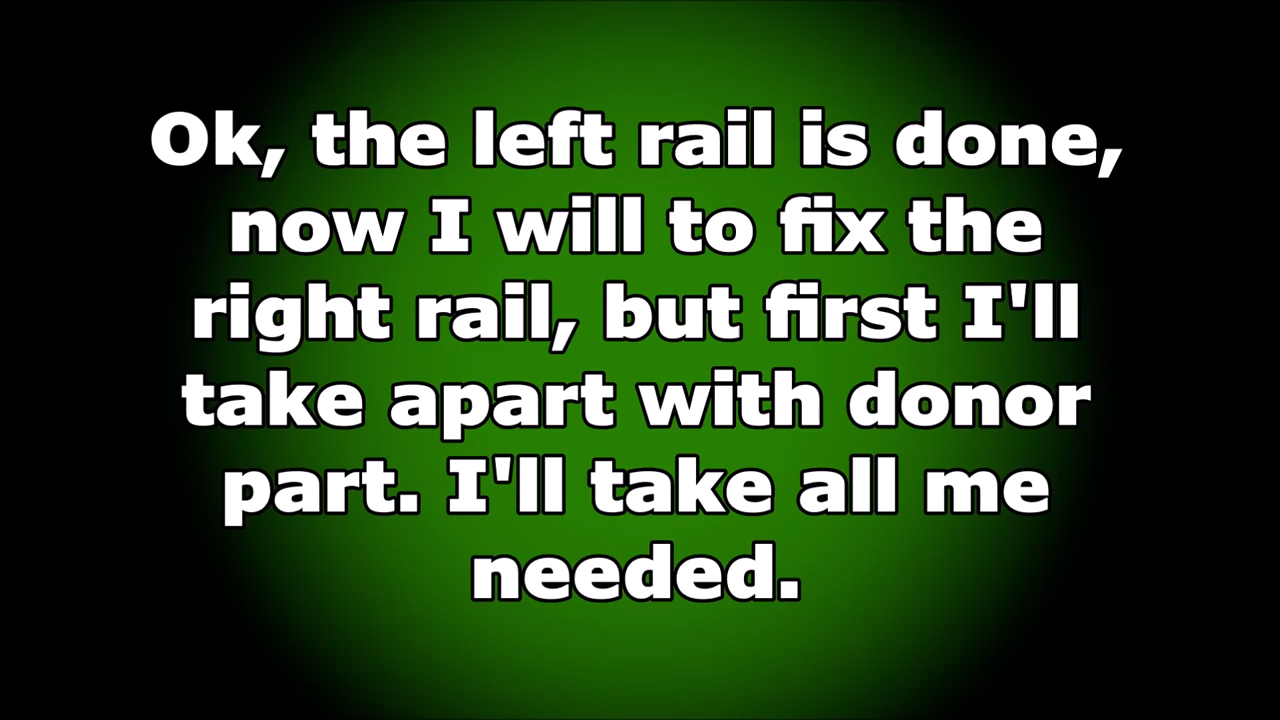 Ok, the left rail is done,
now I will to fix the
right rail, but first I'll
take apart with donor
part. I'll take all me
needed.